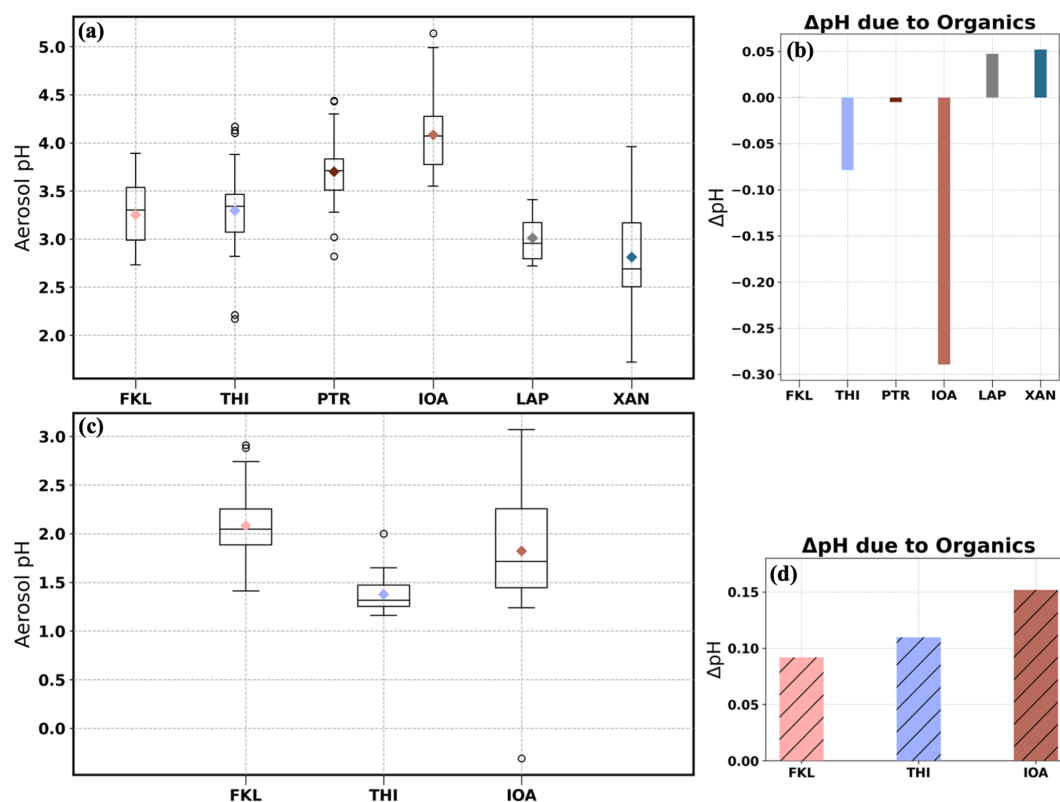 (a)
Aerosol pH
5.0
4.5
4.0
3.5
3.0
2.5
2.0
FKL THI PTR IOA LAP XAN
ΔpH due to Organics
(b)
ΔpH
0.05
0.00
−0.05
−0.10
−0.15
−0.20
−0.25
−0.30
FKL THI PTR IOA LAP XAN
(c)
Aerosol pH
3.0
2.5
2.0
1.5
1.0
0.5
0.0
FKL THI IOA
ΔpH due to Organics
(d)
ΔpH
0.15
0.10
0.05
0.00
FKL THI IOA